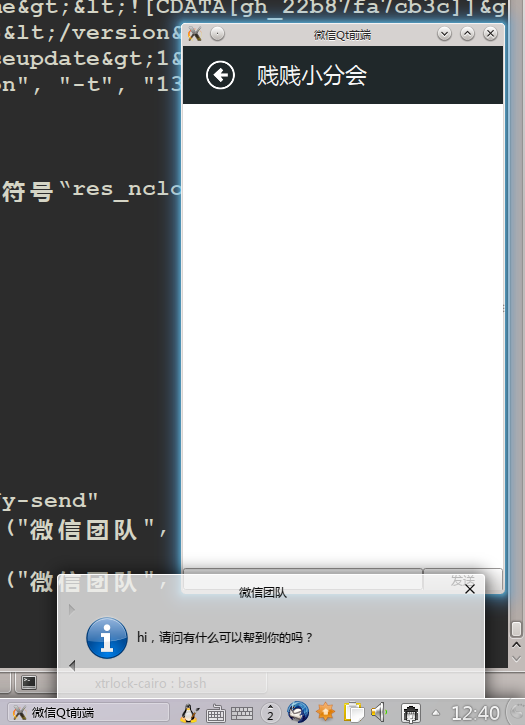 ne&gt;&lt;![CDATA[gh_22b87fa7cb3c]]&g
&lt;/version&
seupdate&gt;1&
on", "-t", "13
微信Qt前端
贱贱小分会
符号“res_nclo
y-send"
("微信团队",
("微信团队",
发送
微信团队
hi，请问有什么可以帮到你的吗？
xtrlock-cairo : bash
微信Qt前端
2
12:40